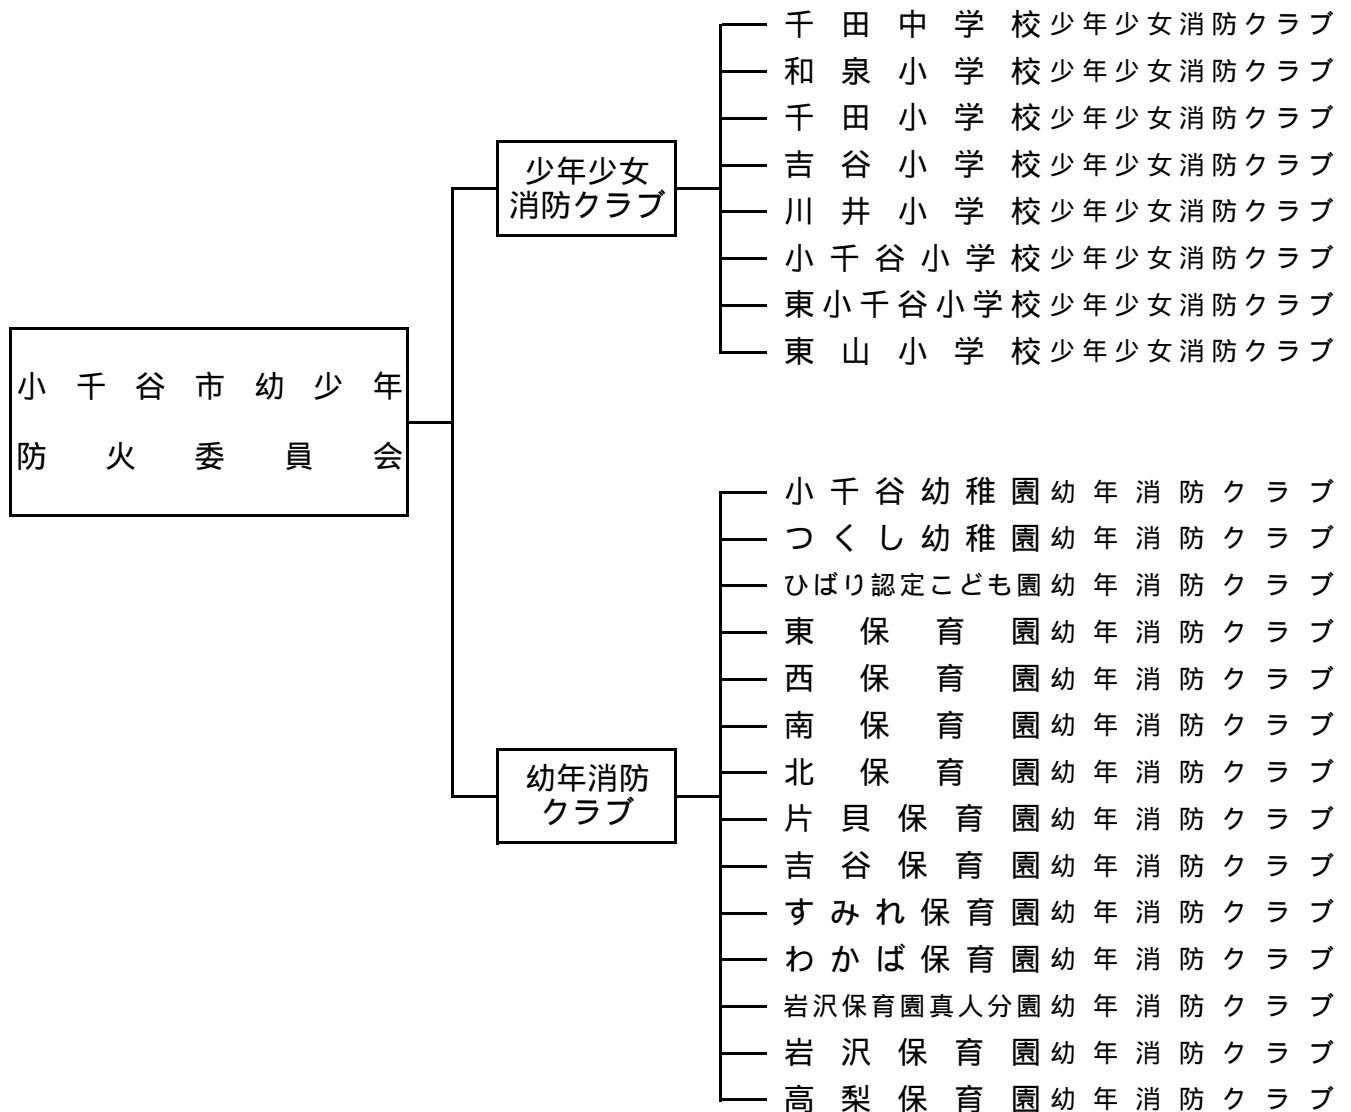 千田中学校少年少女消防クラブ
和泉小学校少年少女消防クラブ
千田小学校少年少女消防クラブ
吉谷小学校少年少女消防クラブ
川井小学校少年少女消防クラブ
小千谷小学校少年少女消防クラブ
東小千谷小学校少年少女消防クラブ
東山小学校少年少女消防クラブ
少年少女
消防クラブ
小千谷市幼少年
防火委員会
小千谷幼稚園幼年消防クラブ
つくし幼稚園幼年消防クラブ
ひばり認定こども園幼年消防クラブ
東保育園幼年消防クラブ
西保育園幼年消防クラブ
南保育園幼年消防クラブ
北保育園幼年消防クラブ
片貝保育園幼年消防クラブ
吉谷保育園幼年消防クラブ
すみれ保育園幼年消防クラブ
わかば保育園幼年消防クラブ
岩沢保育園真人分園幼年消防クラブ
岩沢保育園幼年消防クラブ
高梨保育園幼年消防クラブ
幼年消防
クラブ